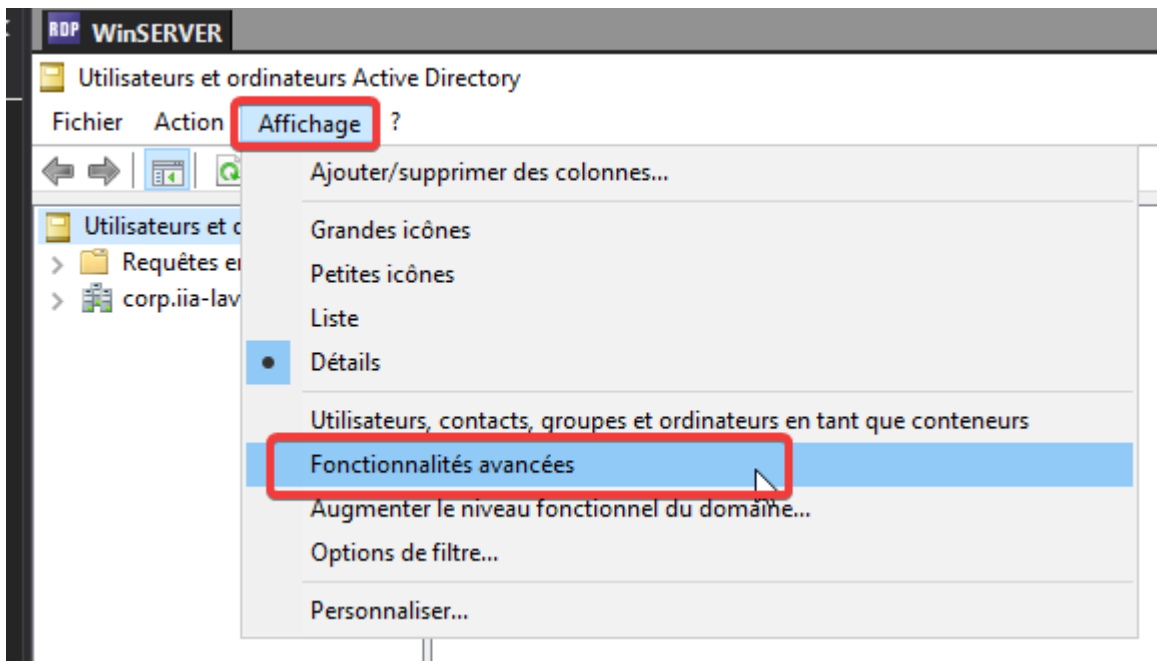 RDP WinSERVER
Utilisateurs et ordinateurs Active Directory
Fichier Action Affichage ?
Ajouter/supprimer des colonnes...
Utilisateurs et
Grandes icônes
Requêtes
Petites icônes
corp.iia-lav
Liste
Détails
Utilisateurs, contacts, groupes et ordinateurs en tant que conteneurs
Fonctionnalités avancées
Augmenter le niveau fonctionnel du domaine...
Options de filtre...
Personnaliser...